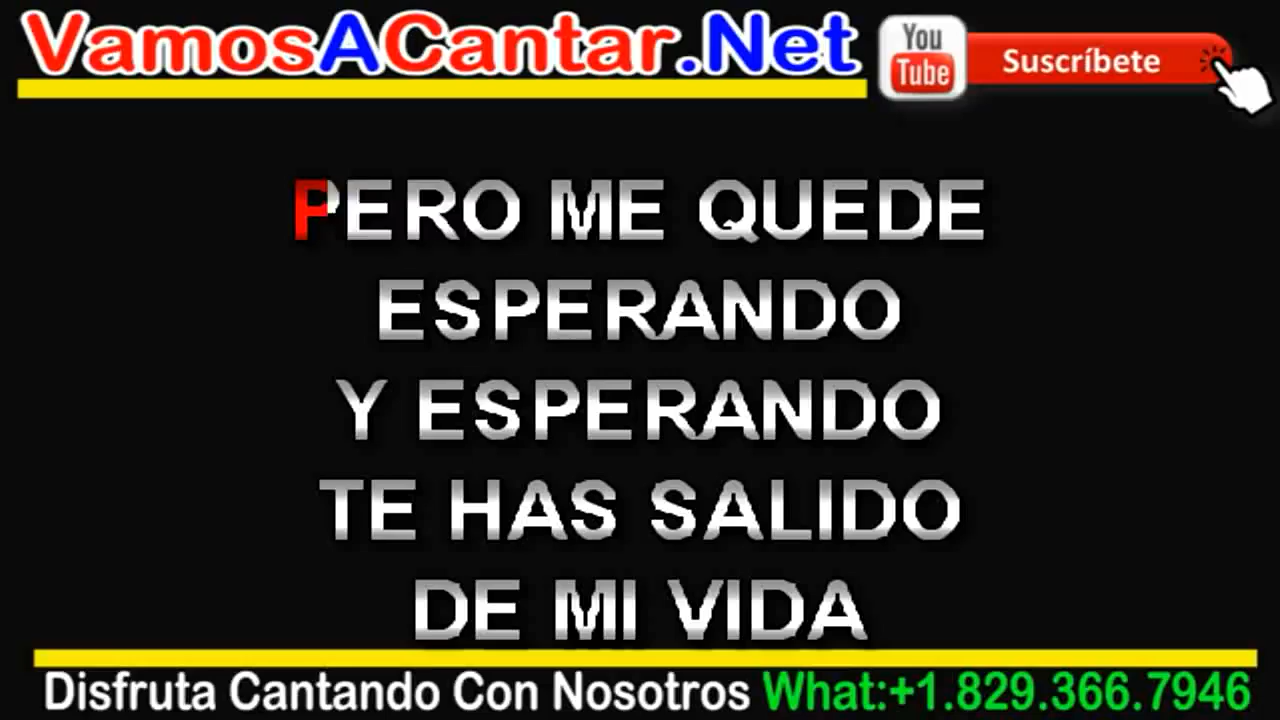 VamosACantar.Net
You Tube Suscríbete
PERO ME QUEDE
ESPERANDO
Y ESPERANDO
TE HAS SALIDO
DE MI VIDA
Disfruta Cantando Con Nosotros What:+1.829.366.7946